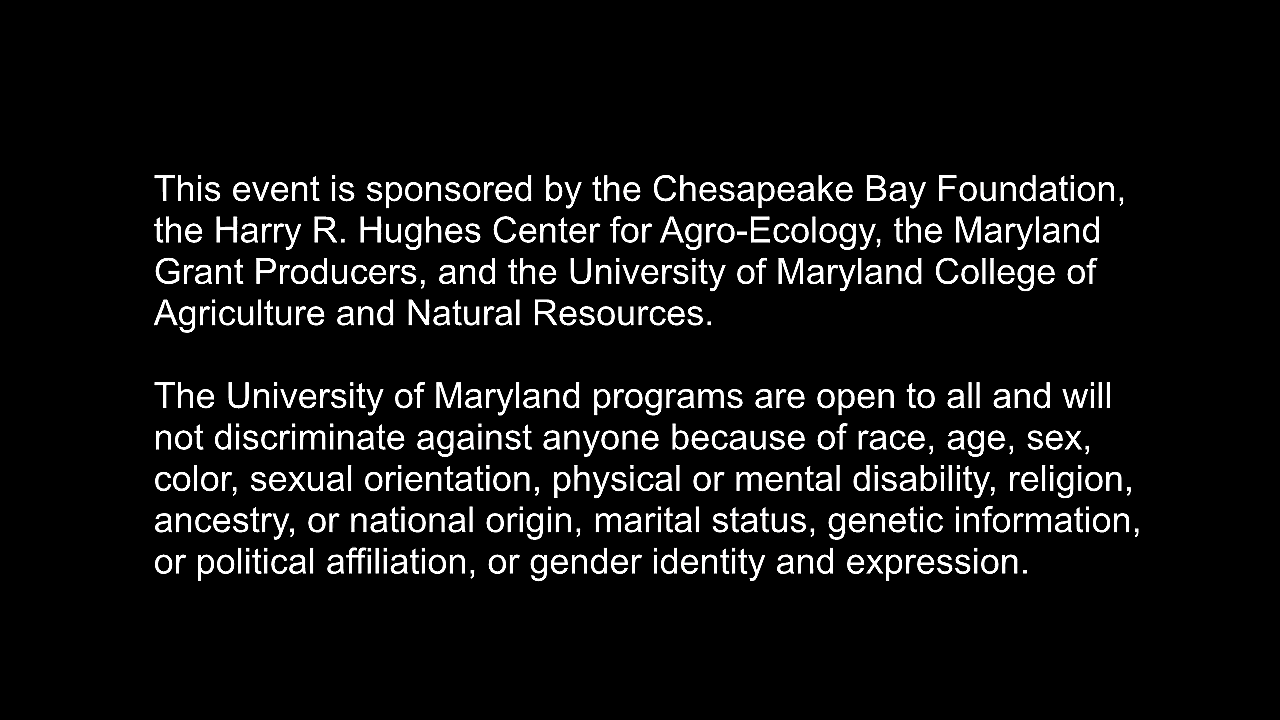 This event is sponsored by the Chesapeake Bay Foundation,
the Harry R. Hughes Center for Agro-Ecology, the Maryland
Grant Producers, and the University of Maryland College of
Agriculture and Natural Resources.
The University of Maryland programs are open to all and will
not discriminate against anyone because of race, age, sex,
color, sexual orientation, physical or mental disability, religion,
ancestry, or national origin, marital status, genetic information,
or political affiliation, or gender identity and expression.